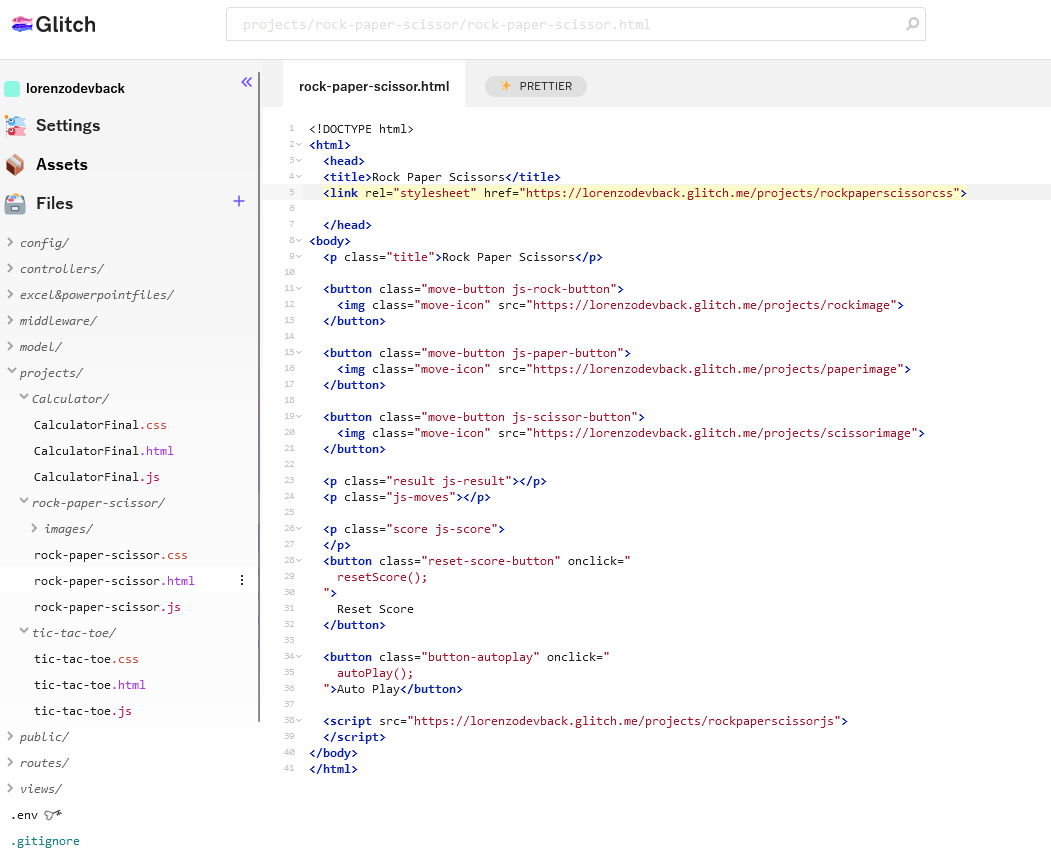 Glitch
projects/rock-paper-scissor/rock-paper-scissor.html
lorenzodevback
Settings
Assets
Files
config/
controllers/
excel&powerpointfiles/
middleware/
model/
projects/
Calculator/
CalculatorFinal.css
CalculatorFinal.html
CalculatorFinal.js
rock-paper-scissor/
images/
rock-paper-scissor.css
rock-paper-scissor.html
rock-paper-scissor.js
tic-tac-toe/
tic-tac-toe.css
tic-tac-toe.html
tic-tac-toe.js
public/
routes/
views/
.env
.gitignore
rock-paper-scissor.html
PRETTIER
1 <!DOCTYPE html>
2 <html>
3 <head>
4 <title>Rock Paper Scissors</title>
5 <link rel="stylesheet" href="https://lorenzodevback.glitch.me/projects/rockpaperscissorcss">
6
7 </head>
8 <body>
9 <p class="title">Rock Paper Scissors</p>
10
11 <button class="move-button js-rock-button">
12 <img class="move-icon" src="https://lorenzodevback.glitch.me/projects/rockimage">
13 </button>
14
15 <button class="move-button js-paper-button">
16 <img class="move-icon" src="https://lorenzodevback.glitch.me/projects/paperimage">
17 </button>
18
19 <button class="move-button js-scissor-button">
20 <img class="move-icon" src="https://lorenzodevback.glitch.me/projects/scissorimage">
21 </button>
22
23 <p class="result js-result"></p>
24 <p class="js-moves"></p>
25
26 <p class="score js-score">
27 </p>
28 <button class="reset-score-button" onclick="
29 resetScore();
30 ">
31 Reset Score
32 </button>
33
34 <button class="button-autoplay" onclick="
35 autoPlay();
36 ">Auto Play</button>
37
38 <script src="https://lorenzodevback.glitch.me/projects/rockpaperscissorjs">
39 </script>
40 </body>
41 </html>